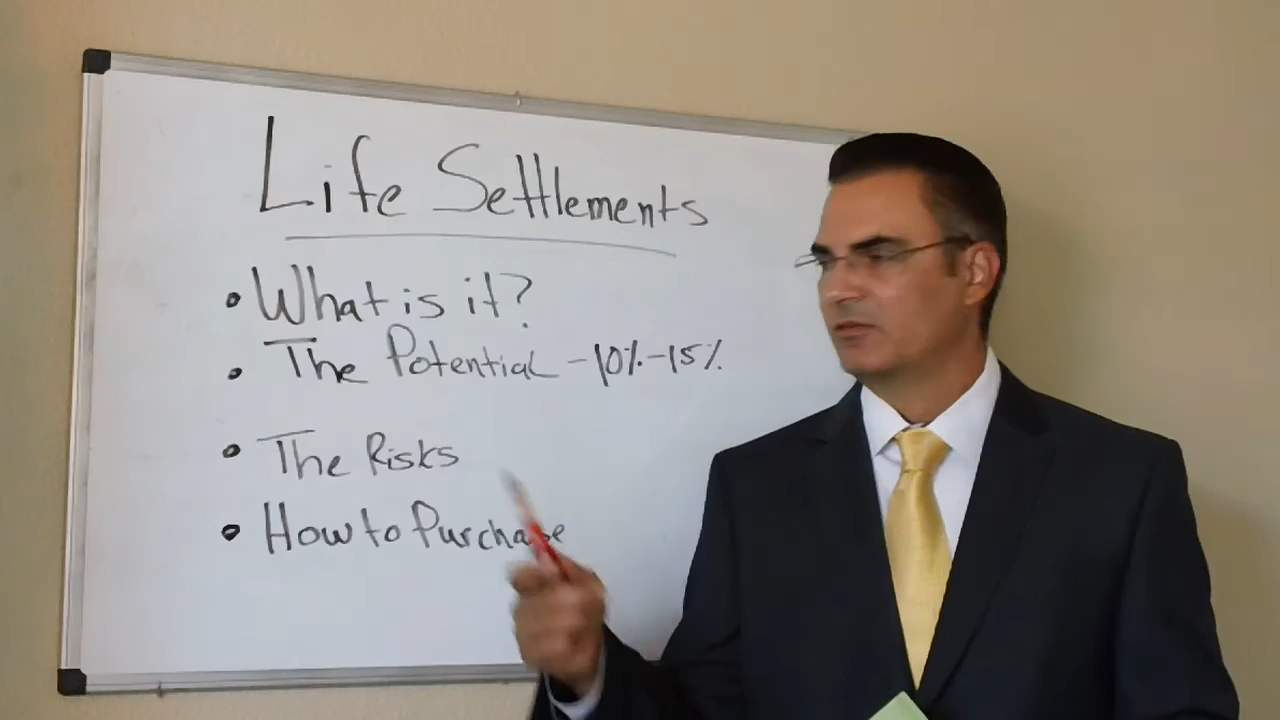 Life Settlements
• What is it?
• The Potential - 10% - 15%
• The Risks
• How to Purchase